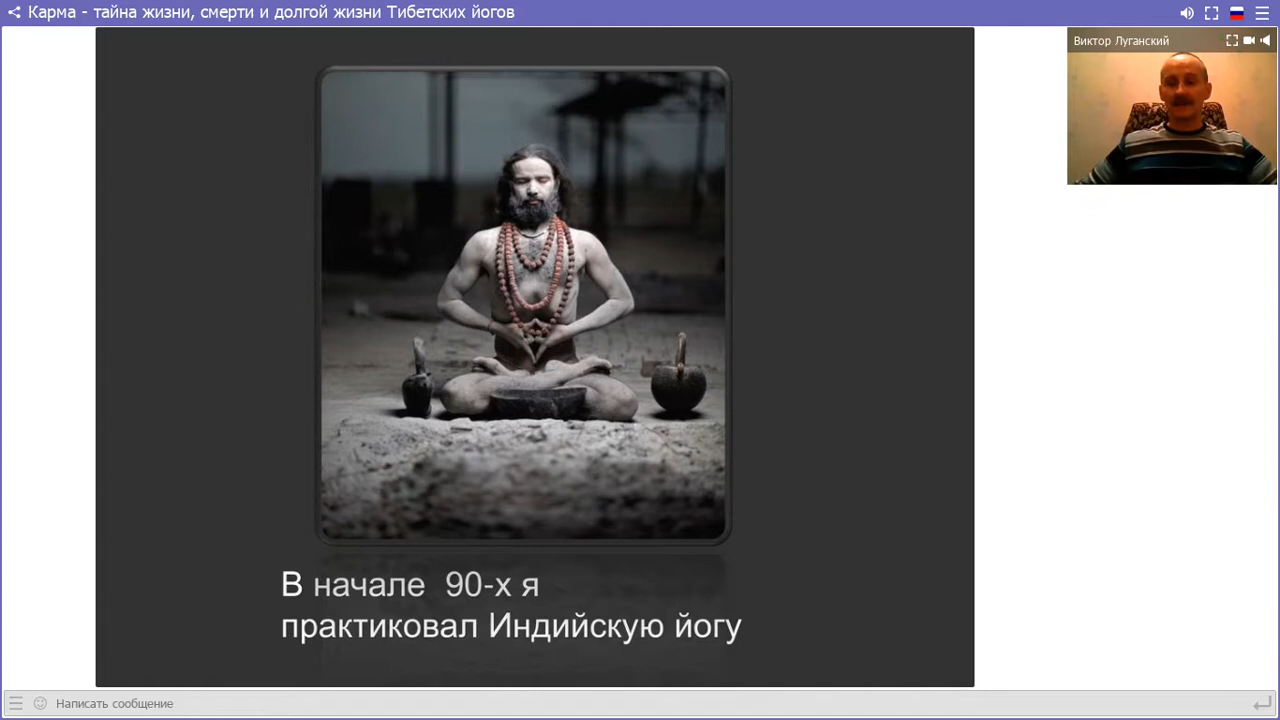 Карма - тайна жизни, смерти и долгой жизни Тибетских йогов
Виктор Луганский
В начале  90-х я
практиковал Индийскую йогу
Написать сообщение